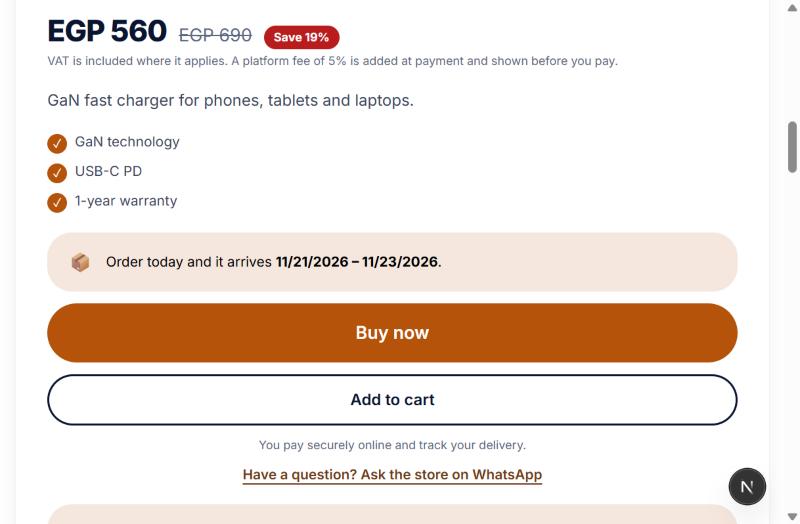 EGP 560 EGP 690 Save 19%
VAT is included where it applies. A platform fee of 5% is added at payment and shown before you pay.
GaN fast charger for phones, tablets and laptops.
✓ GaN technology
✓ USB-C PD
✓ 1-year warranty
Order today and it arrives 11/21/2026 – 11/23/2026.
Buy now
Add to cart
You pay securely online and track your delivery.
Have a question? Ask the store on WhatsApp
N